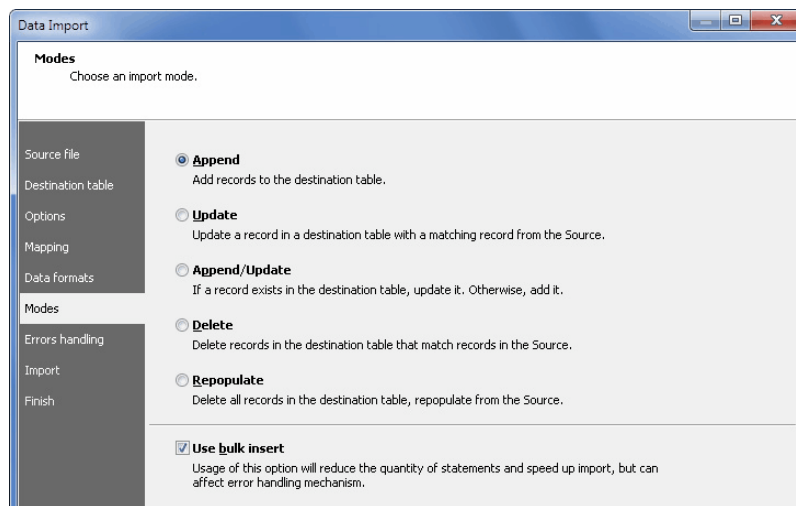 Data Import
Modes
Choose an import mode.
Source file
Destination table
Options
Mapping
Data formats
Modes
Errors handling
Import
Finish
Append
Add records to the destination table.
Update
Update a record in a destination table with a matching record from the Source.
Append/Update
If a record exists in the destination table, update it. Otherwise, add it.
Delete
Delete records in the destination table that match records in the Source.
Repopulate
Delete all records in the destination table, repopulate from the Source.
Use bulk insert
Usage of this option will reduce the quantity of statements and speed up import, but can
affect error handling mechanism.